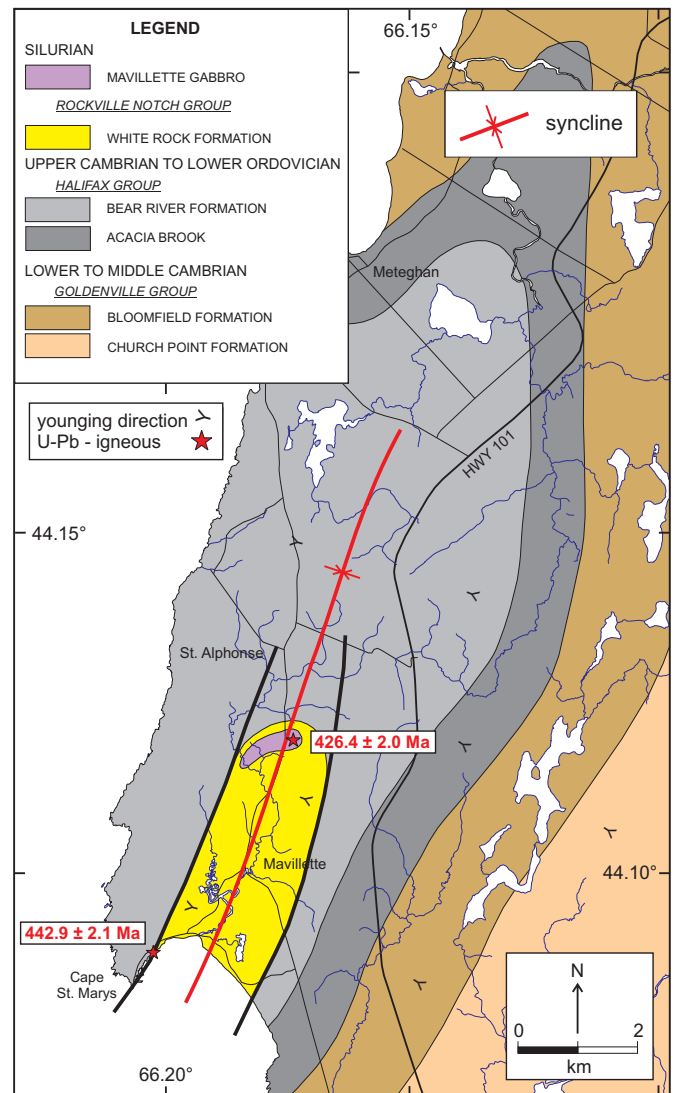 LEGEND
SILURIAN
MAVILLETTE GABBRO
ROCKVILLE NOTCH GROUP
WHITE ROCK FORMATION
UPPER CAMBRIAN TO LOWER ORDOVICIAN
HALIFAX GROUP
BEAR RIVER FORMATION
ACACIA BROOK
LOWER TO MIDDLE CAMBRIAN
GOLDENVILLE GROUP
BLOOMFIELD FORMATION
CHURCH POINT FORMATION
younging direction
U-Pb - igneous
66.15°
syncline
Meteghan
HWY 101
44.15°
St. Alphonse
426.4 ± 2.0 Ma
Mavillette
44.10°
442.9 ± 2.1 Ma
Cape
St. Marys
66.20°
N
0 2
km